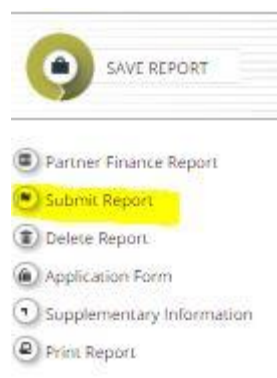 SAVE REPORT
Partner Finance Report
Submit Report
Delete Report
Application Form
Supplementary Information
Print Report